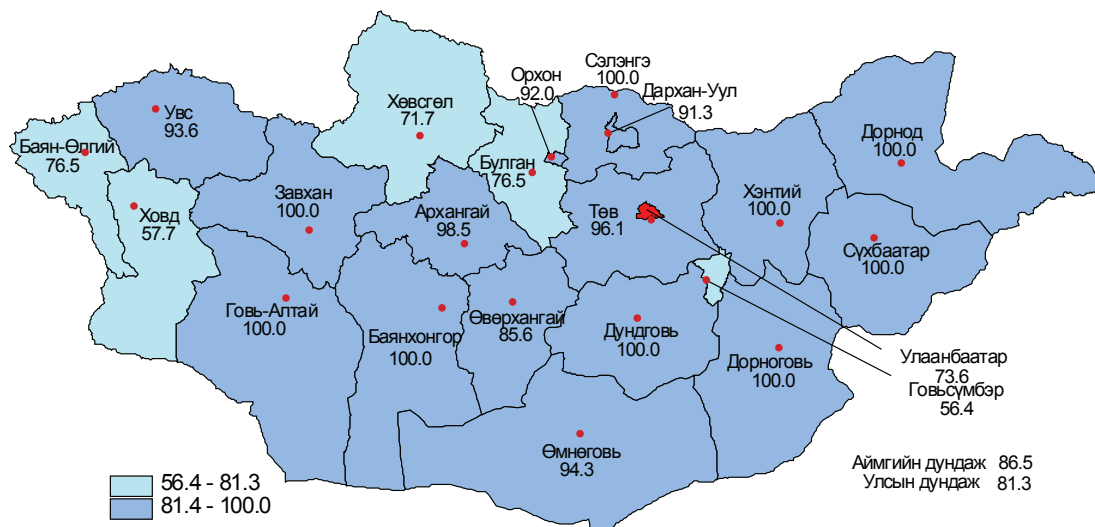 Сэлэнгэ
100.0
Орхон
92.0
Дархан-Уул
91.3
Увс
93.6
Хөвсгөл
71.7
Дорнод
100.0
Баян-Өлгий
76.5
Булган
76.5
Завхан
100.0
Ховд
57.7
Архангай
98.5
Төв
96.1
Хэнтий
100.0
Сүхбаатар
100.0
Говь-Алтай
100.0
Баянхонгор
100.0
Өвөрхангай
85.6
Дундговь
100.0
Дорноговь
100.0
Улаанбаатар
73.6
Говьсүмбэр
56.4
Өмнөговь
94.3
Аймгийн дундаж 86.5
Улсын дундаж 81.3
56.4 - 81.3
81.4 - 100.0